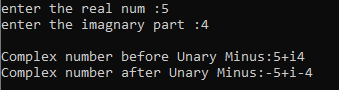 enter the real num :5
enter the imagnary part :4
Complex number before Unary Minus:5+i4
Complex number after Unary Minus:-5+i-4